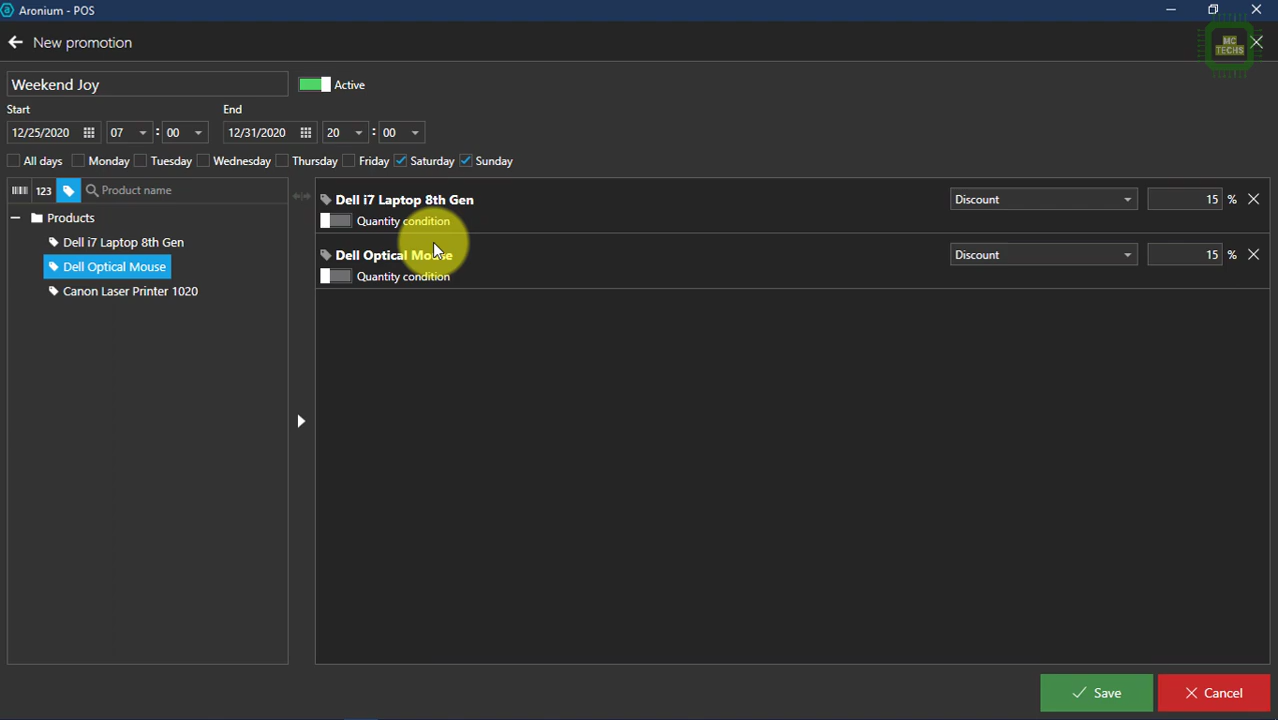 Aronium - POS
New promotion
MC
TECHS
Weekend Joy
Active
Start
End
12/25/2020 07 : 00 12/31/2020 20 : 00
All days Monday Tuesday Wednesday Thursday Friday Saturday Sunday
123 Product name
Products
Dell i7 Laptop 8th Gen
Dell Optical Mouse
Canon Laser Printer 1020
Dell i7 Laptop 8th Gen Discount 15 %
Quantity condition
Dell Optical Mouse Discount 15 %
Quantity condition
Save Cancel